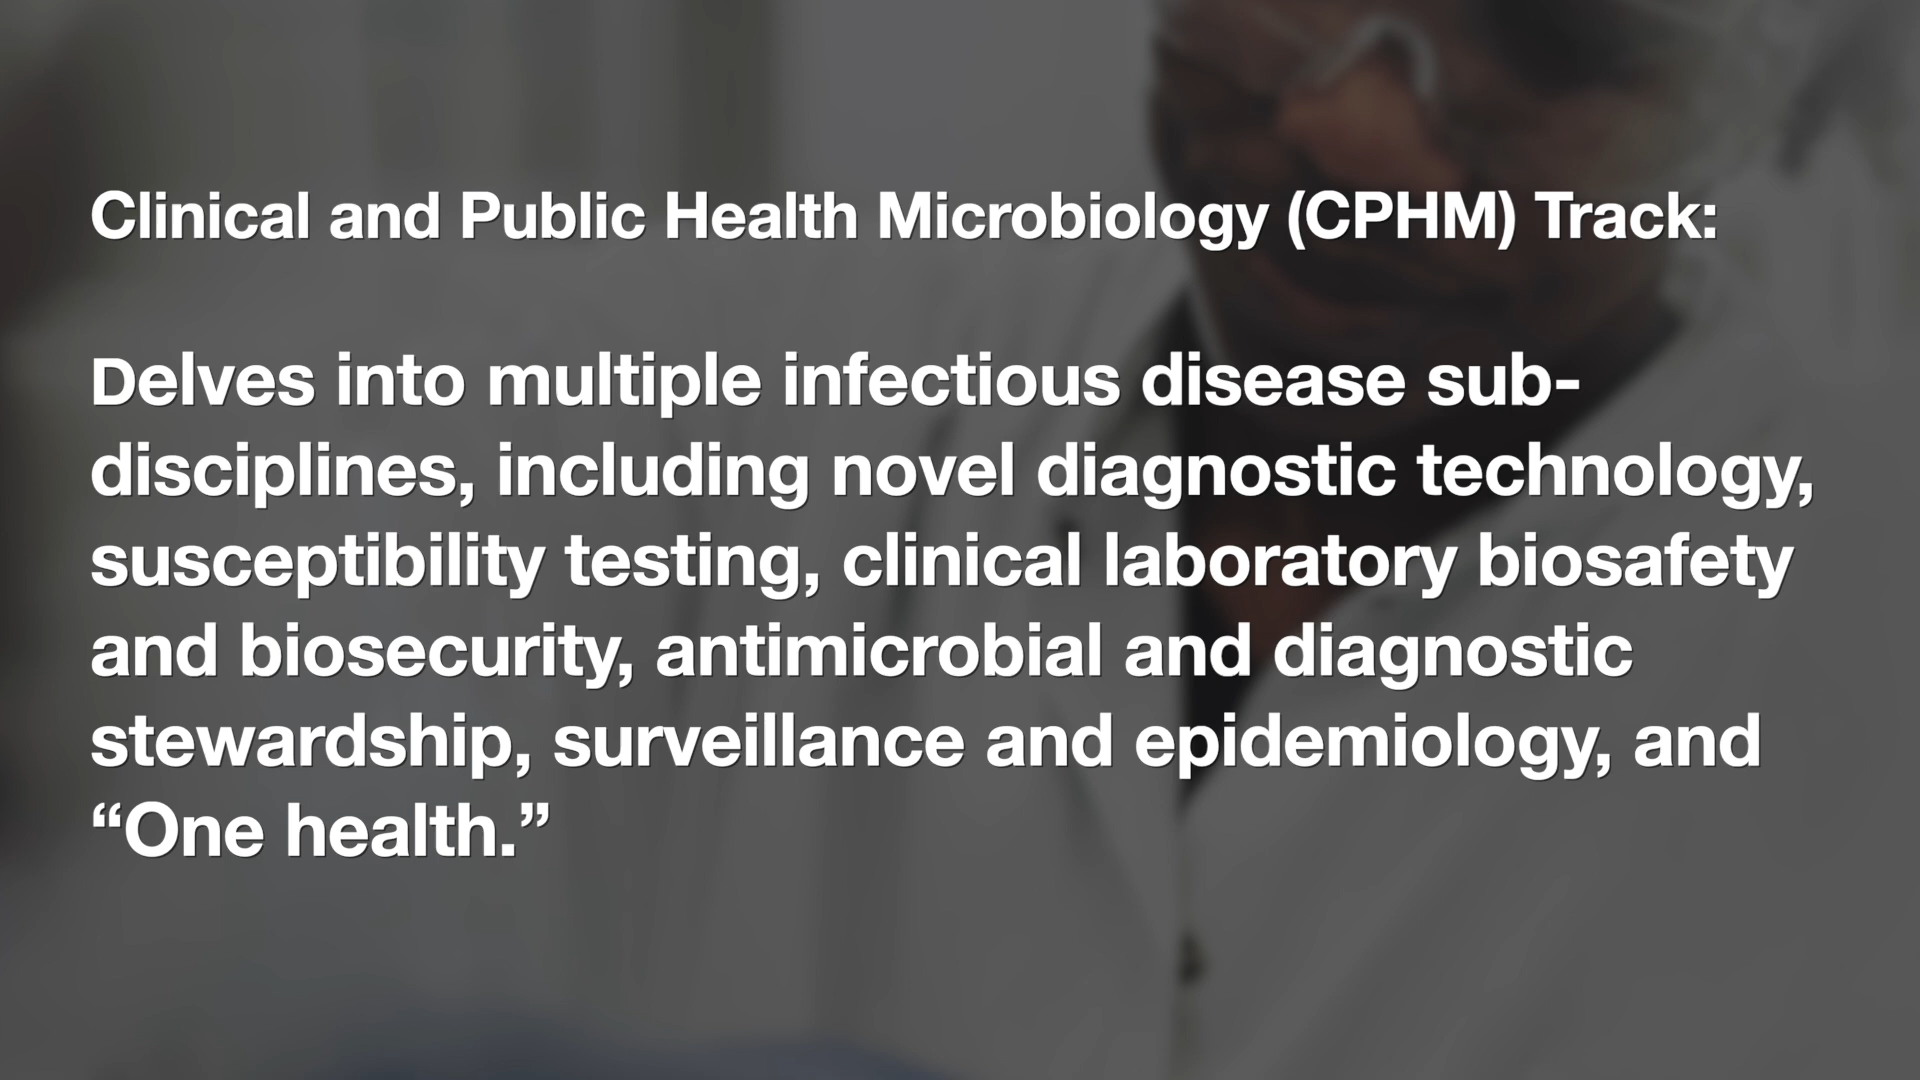 Clinical and Public Health Microbiology (CPHM) Track:
Delves into multiple infectious disease sub-
disciplines, including novel diagnostic technology,
susceptibility testing, clinical laboratory biosafety
and biosecurity, antimicrobial and diagnostic
stewardship, surveillance and epidemiology, and
“One health.”